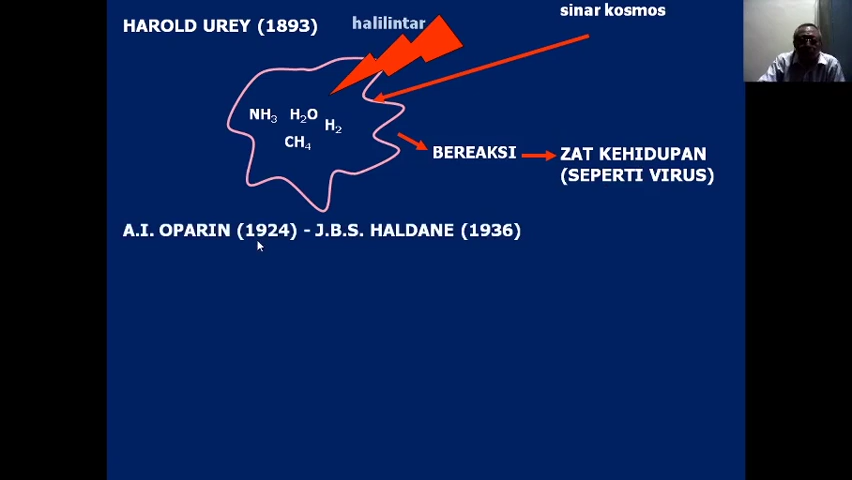 HAROLD UREY (1893)
halilintar
sinar kosmos
NH3 H2O
H2
CH4
BEREAKSI
ZAT KEHIDUPAN
(SEPERTI VIRUS)
A.I. OPARIN (1924) - J.B.S. HALDANE (1936)